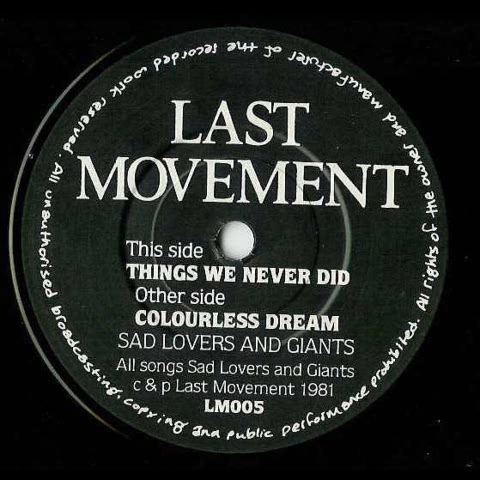 LAST
MOVEMENT
This side
THINGS WE NEVER DID
Other side
COLOURLESS DREAM
SAD LOVERS AND GIANTS
All songs Sad Lovers and Giants
c & p Last Movement 1981
LM005
All rights of the owner and manufacturer of the recorded work reserved. All unauthorised broadcasting, copying and public performance prohibited.